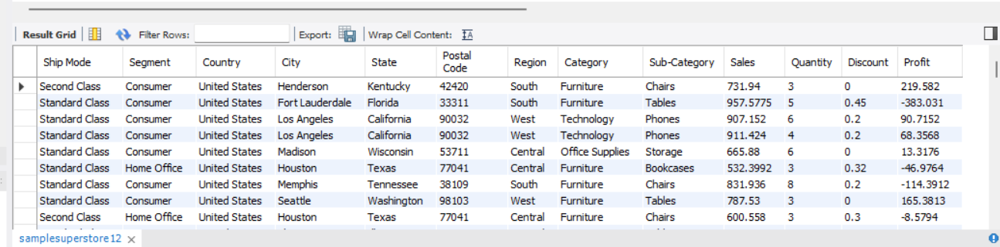 Result Grid Filter Rows: Export: Wrap Cell Content: IA
Ship Mode Segment Country City State Postal Code Region Category Sub-Category Sales Quantity Discount Profit
Second Class Consumer United States Henderson Kentucky 42420 South Furniture Chairs 731.94 3 0 219.582
Standard Class Consumer United States Fort Lauderdale Florida 33311 South Furniture Tables 957.5775 5 0.45 -383.031
Standard Class Consumer United States Los Angeles California 90032 West Technology Phones 907.152 6 0.2 90.7152
Standard Class Consumer United States Los Angeles California 90032 West Technology Phones 911.424 4 0.2 68.3568
Standard Class Consumer United States Madison Wisconsin 53711 Central Office Supplies Storage 665.88 6 0 13.3176
Standard Class Home Office United States Houston Texas 77041 Central Furniture Bookcases 532.3992 3 0.32 -46.9764
Standard Class Consumer United States Memphis Tennessee 38109 South Furniture Chairs 831.936 8 0.2 -114.3912
Standard Class Consumer United States Seattle Washington 98103 West Furniture Tables 787.53 3 0 165.3813
Second Class Home Office United States Houston Texas 77041 Central Furniture Chairs 600.558 3 0.3 -8.5794
samplesuperstore12